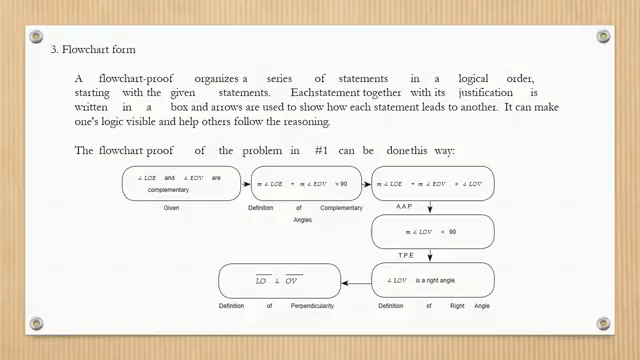 3. Flowchart form
A flowchart-proof organizes a series of statements in a logical order,
starting with the given statements. Eachstatement together with its justification is
written in a box and arrows are used to show how each statement leads to another. It can make
one's logic visible and help others follow the reasoning.
The flowchart proof of the problem in #1 can be donethis way:
∠LOE and ∠EOV are
complementary.
Given
m∠LOE + m∠EOV = 90
Definition of Complementary
Angles
m∠LOE + m∠EOV = ∠LOV
A.A.P
m∠LOV = 90
T.P.E
∠LOV is a right angle.
Definition of Right Angle
LO ⊥ OV
Definition of Perpendicularity